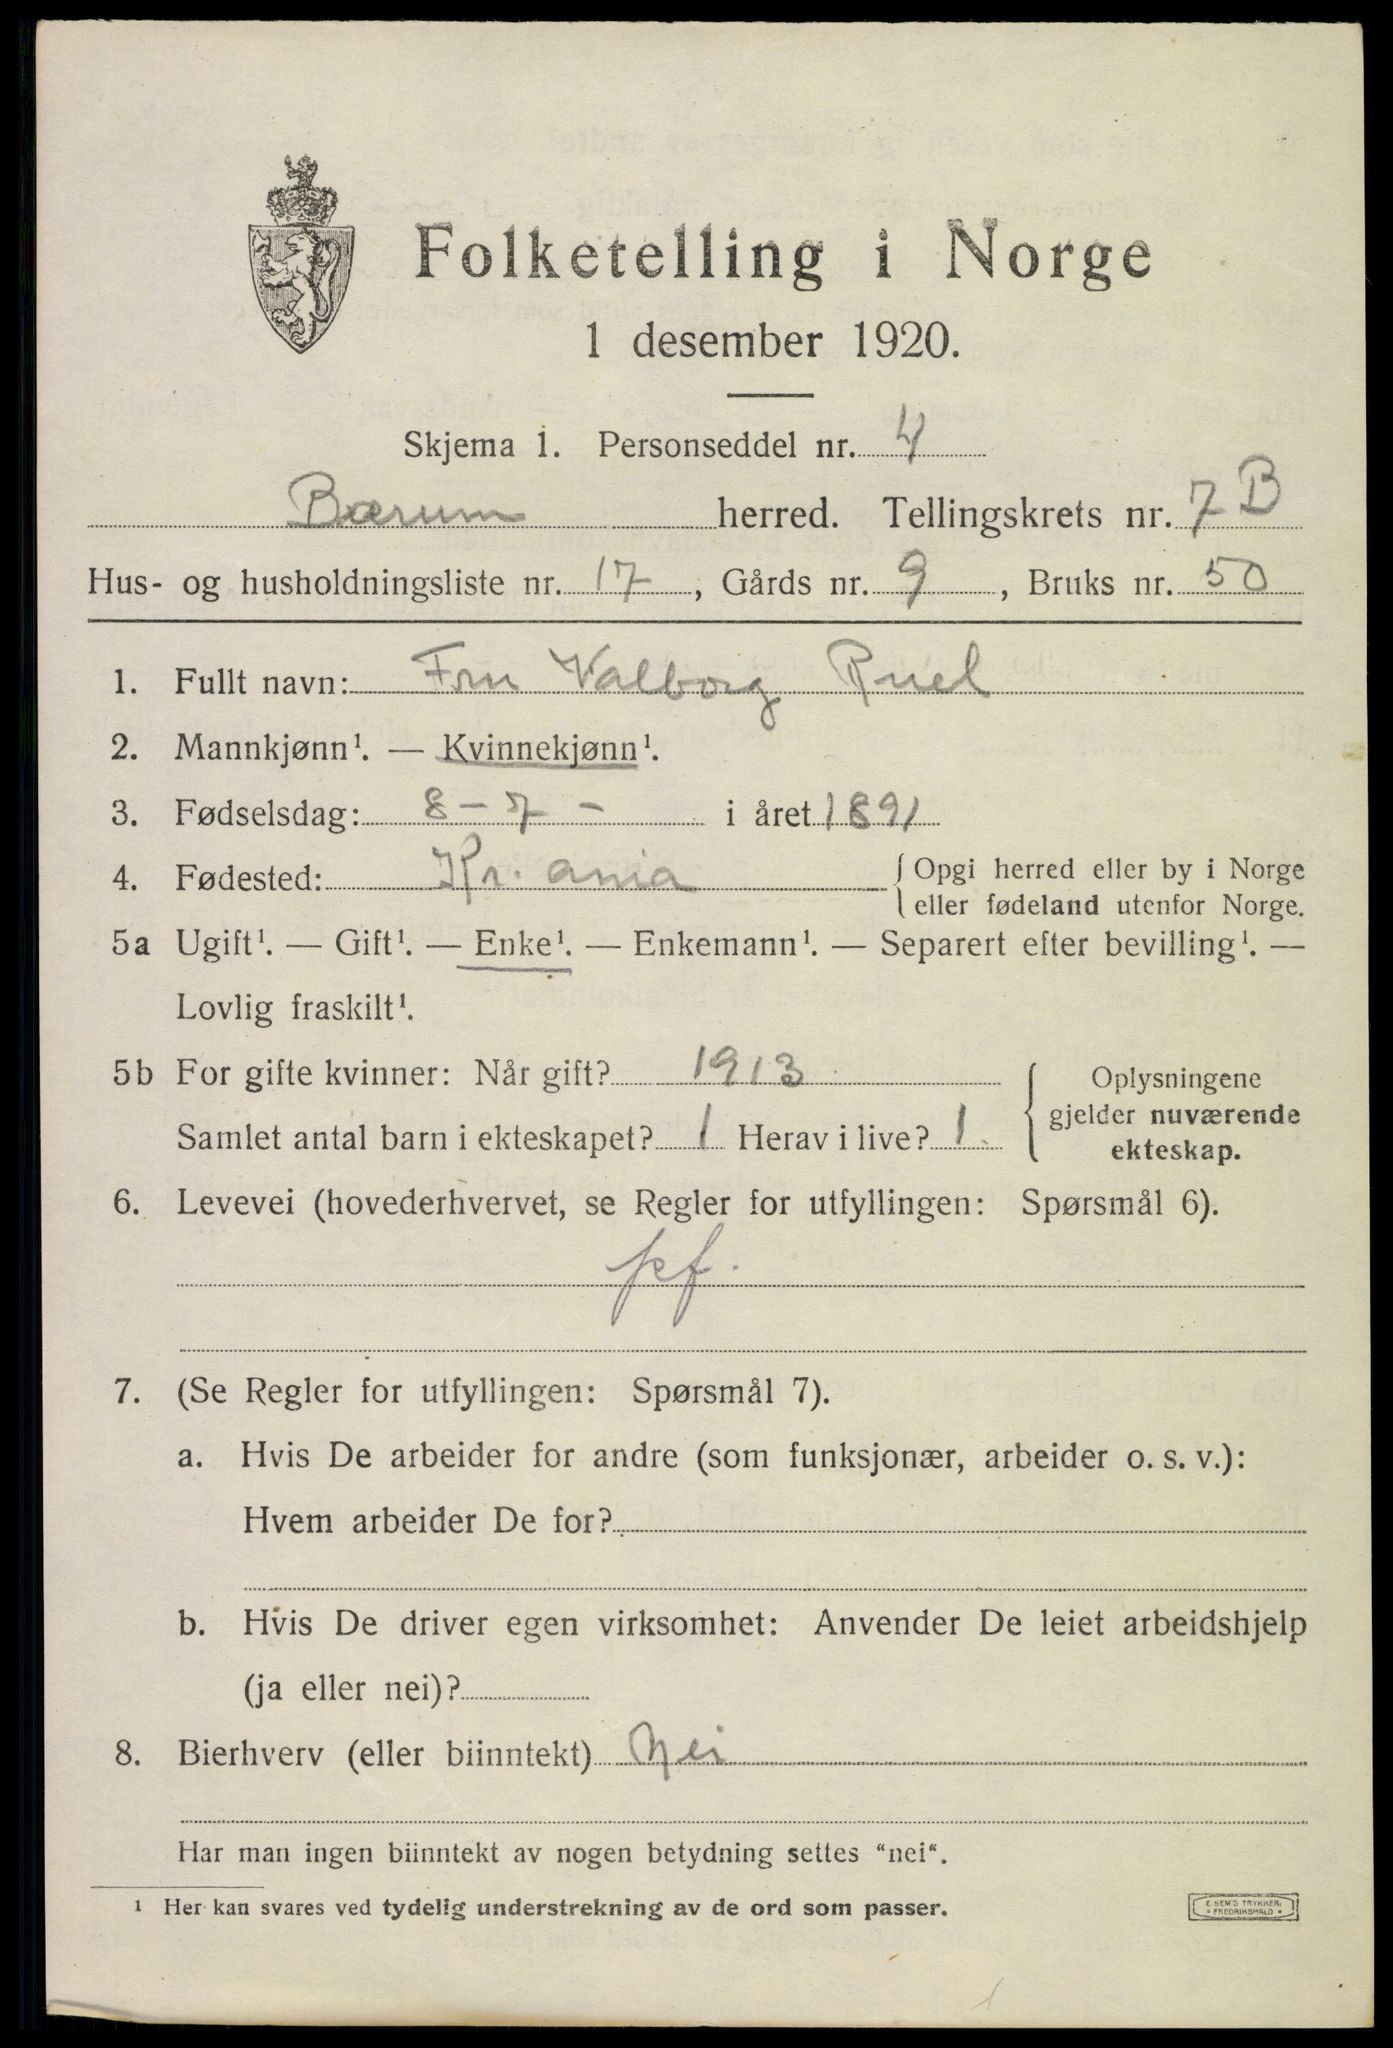 Folketelling i Norge
1 desember 1920.
Skjema 1. Personseddel nr. 4
Bærum herred. Tellingskrets nr. 7B
Hus- og husholdningsliste nr. 17, Gårds nr. 9, Bruks nr. 50
1. Fullt navn: Fru Valborg Ruel
2. Mannkjønn¹. — Kvinnekjønn¹.
3. Fødselsdag: 8-7- i året 1891
4. Fødested: Kr.ania { Opgi herred eller by i Norge
eller fødeland utenfor Norge.
5a Ugift¹. — Gift¹. — Enke¹. — Enkemann¹. — Separert efter bevilling¹. —
Lovlig fraskilt¹.
5b For gifte kvinner: Når gift? 1913
Samlet antal barn i ekteskapet? 1 Herav i live? 1
Oplysningene
gjelder nuværende
ekteskap.
6. Levevei (hovederhvervet, se Regler for utfyllingen: Spørsmål 6).
pf.
7. (Se Regler for utfyllingen: Spørsmål 7).
a. Hvis De arbeider for andre (som funksjonær, arbeider o. s. v.):
Hvem arbeider De for?
b. Hvis De driver egen virksomhet: Anvender De leiet arbeidshjelp
(ja eller nei)?
8. Bierhverv (eller biinntekt) Nei
Har man ingen biinntekt av nogen betydning settes "nei".
¹ Her kan svares ved tydelig understrekning av de ord som passer.
E. SEM'S TRYKKERI
FREDRIKSHALD